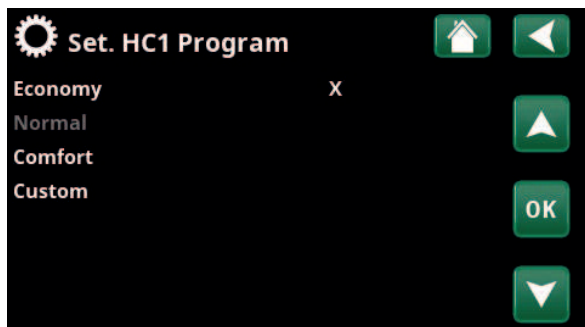 Set. HC1 Program
Economy X
Normal
Comfort
Custom
OK